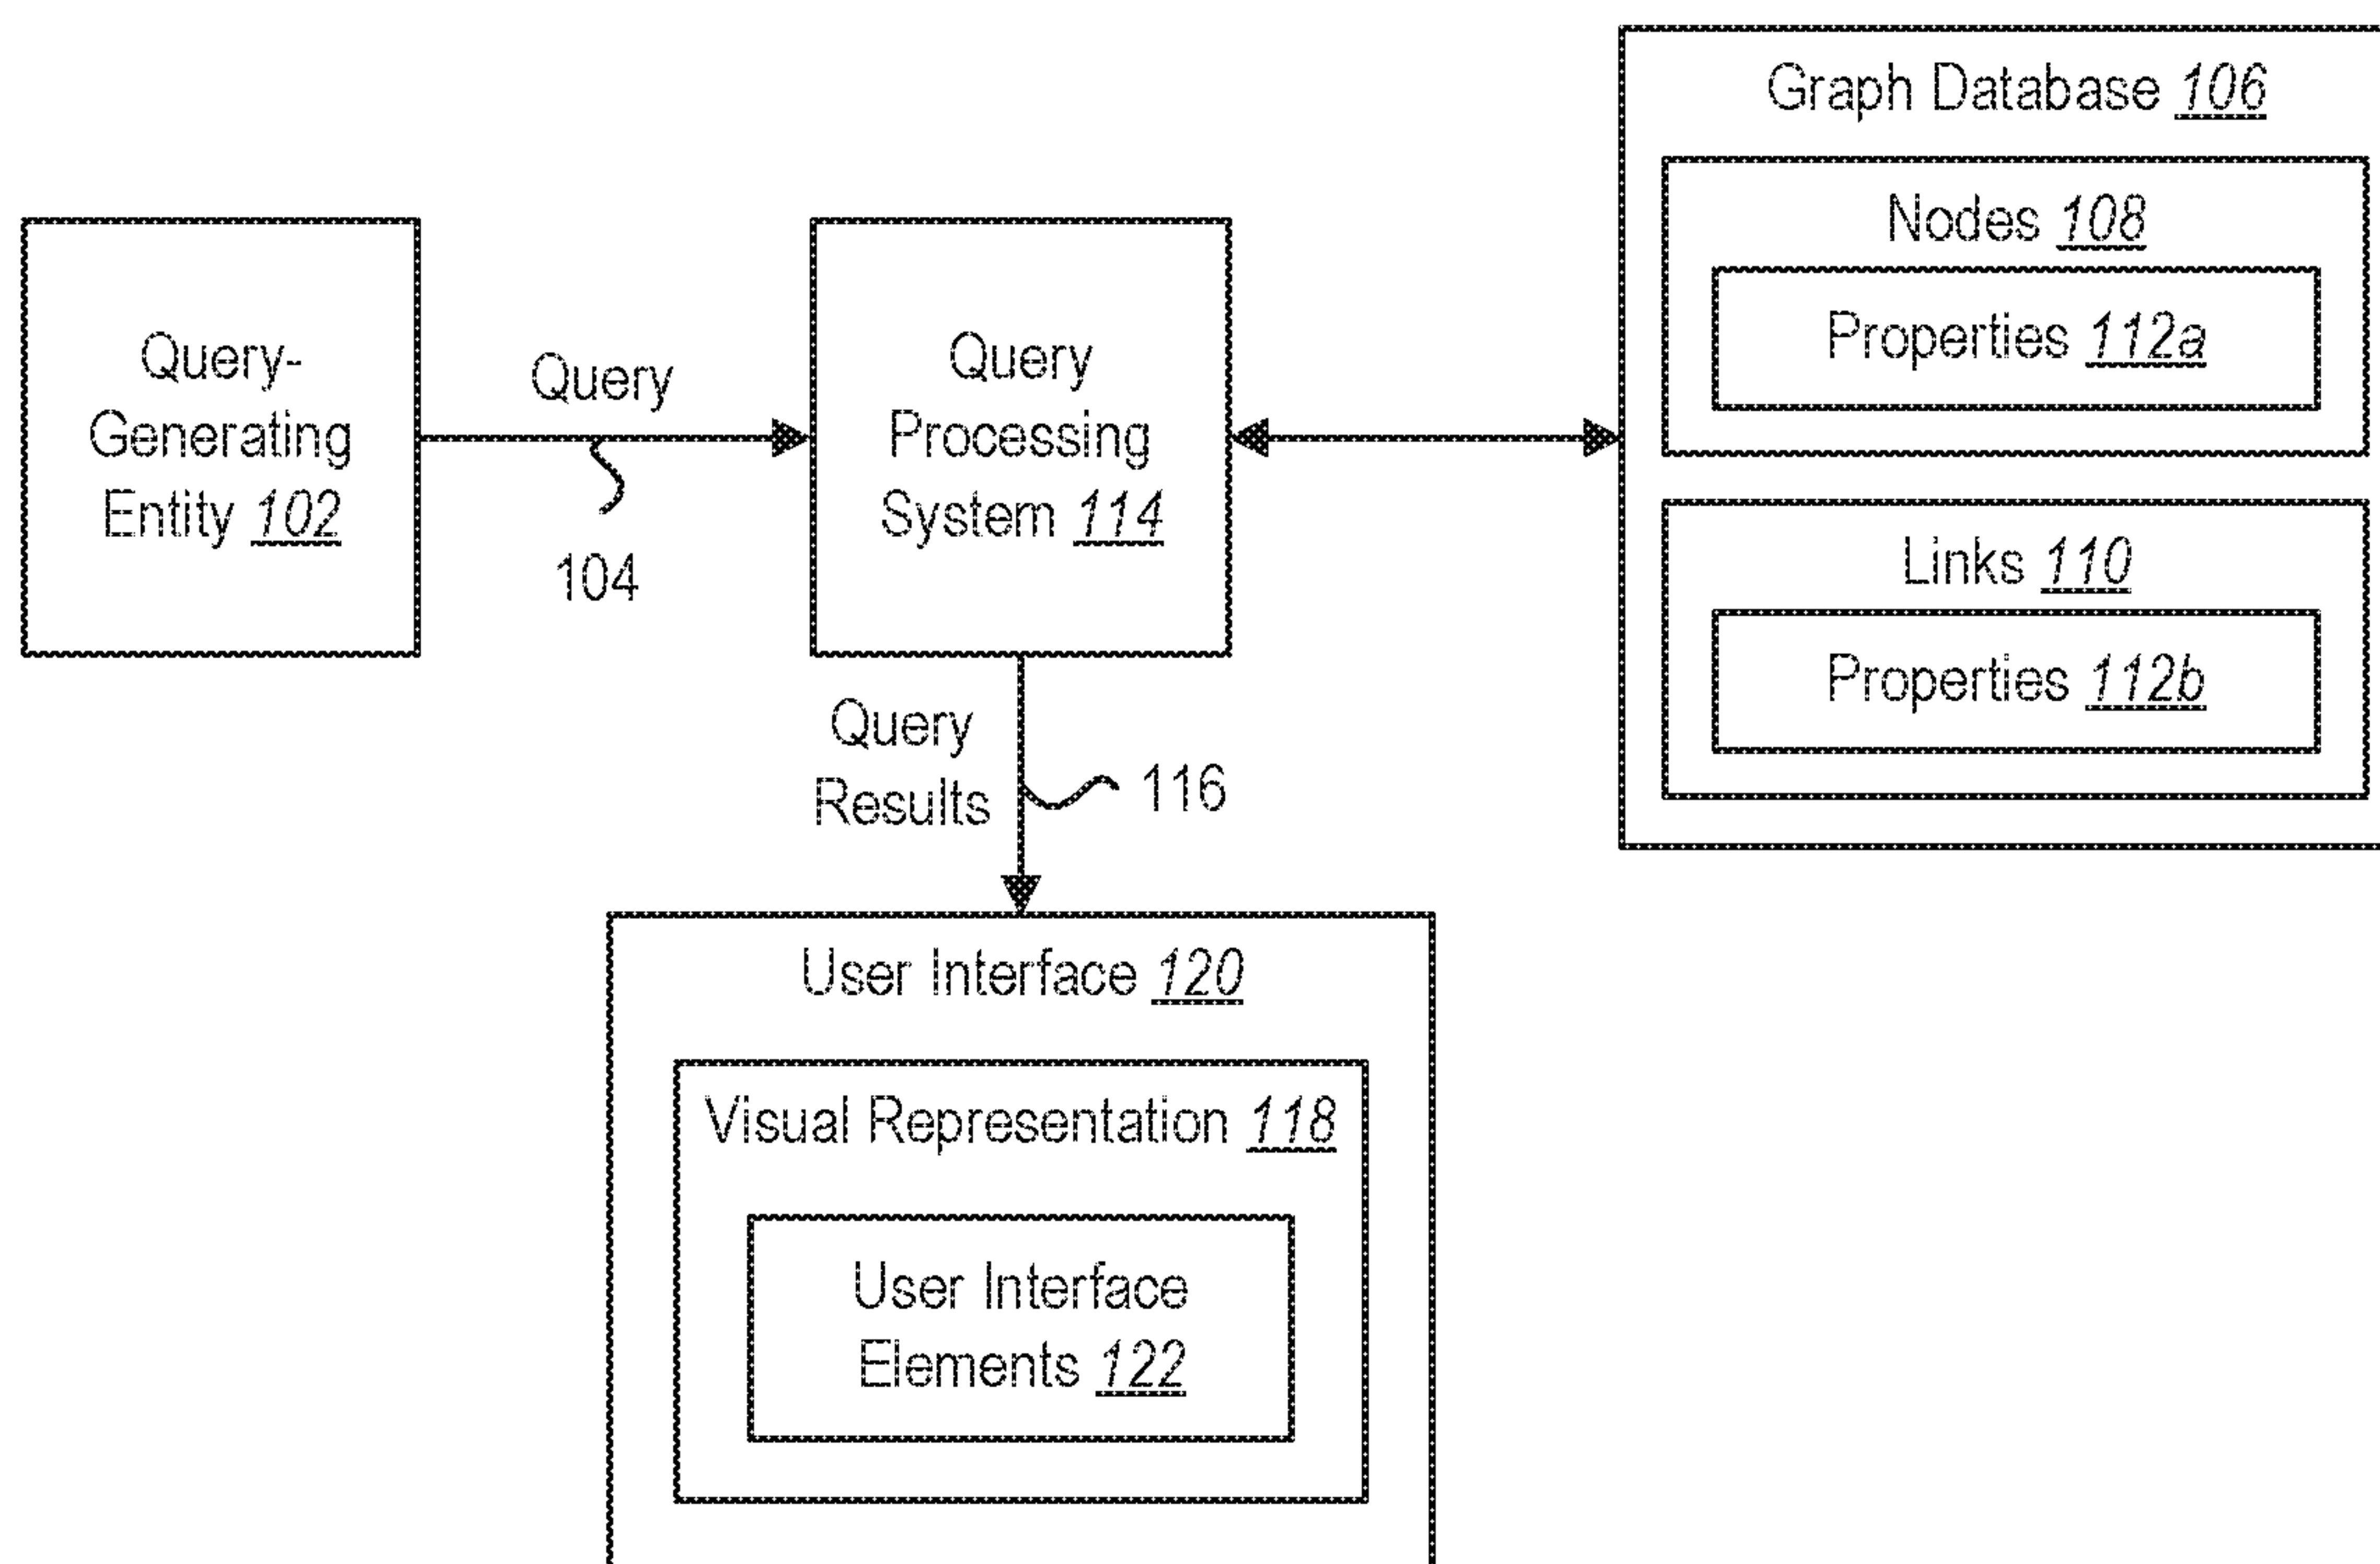 Query-
Generating
Entity 102
Query
104
Query
Processing
System 114
Graph Database 106
Nodes 108
Properties 112a
Links 110
Properties 112b
Query
Results
116
User Interface 120
Visual Representation 118
User Interface
Elements 122